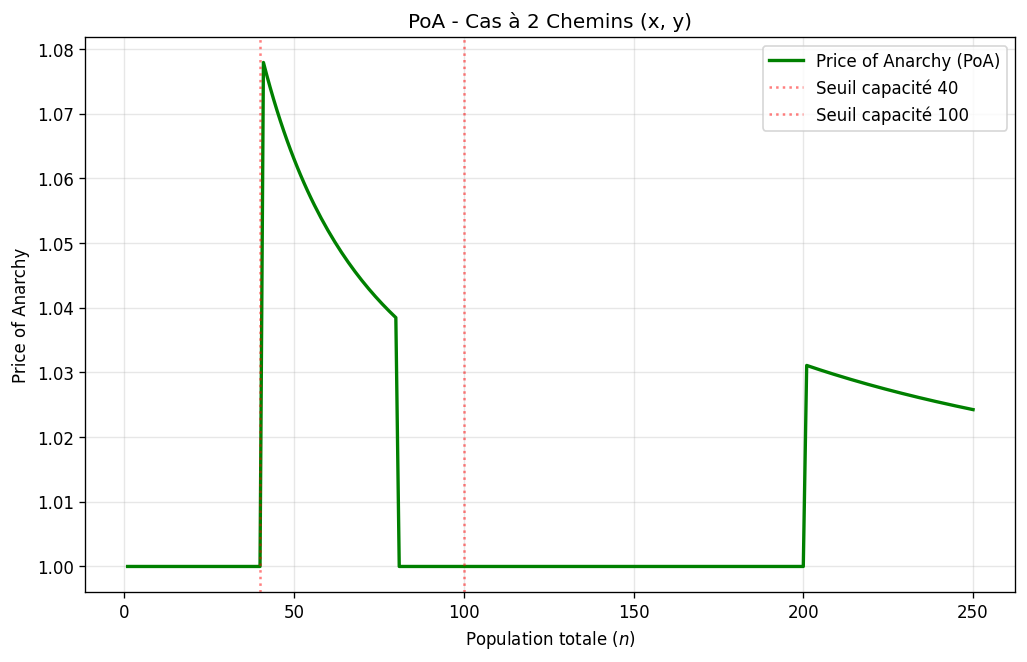 PoA - Cas à 2 Chemins (x, y)
Price of Anarchy (PoA)
Seuil capacité 40
Seuil capacité 100
Price of Anarchy
1.08
1.07
1.06
1.05
1.04
1.03
1.02
1.01
1.00
0
50
100
150
200
250
Population totale (n)